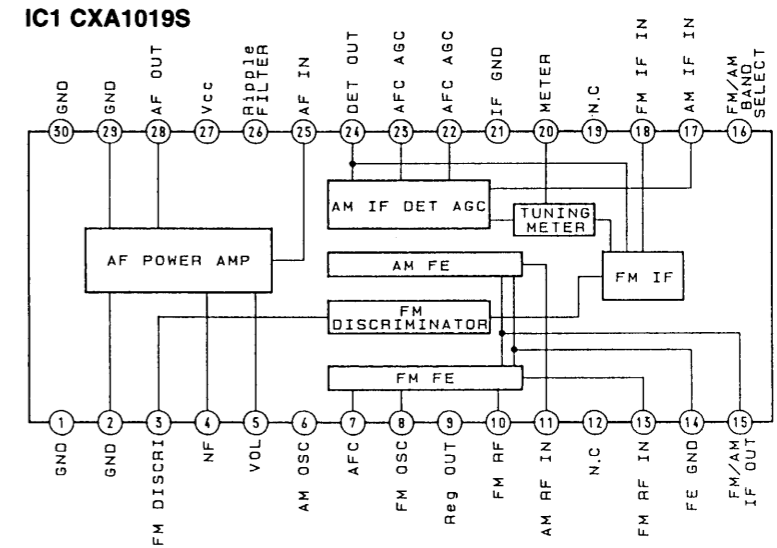 IC1 CXA1019S
GND
GND
AF OUT
Vcc
Ripple
FILTER
AF IN
DET OUT
AFC AGC
AFC AGC
IF GND
METER
N.C
FM IF IN
AM IF IN
FM/AM
BAND
SELECT
30
29
28
27
26
25
24
23
22
21
20
19
18
17
16
AM IF DET AGC
TUNING
METER
AF POWER AMP
AM FE
FM IF
FM
DISCRIMINATOR
FM FE
1
2
3
4
5
6
7
8
9
10
11
12
13
14
15
GND
GND
FM DISCRI
NF
VOL
AM OSC
AFC
FM OSC
Reg OUT
FM RF
AM RF IN
N.C
FM RF IN
FE GND
FM/AM
IF OUT